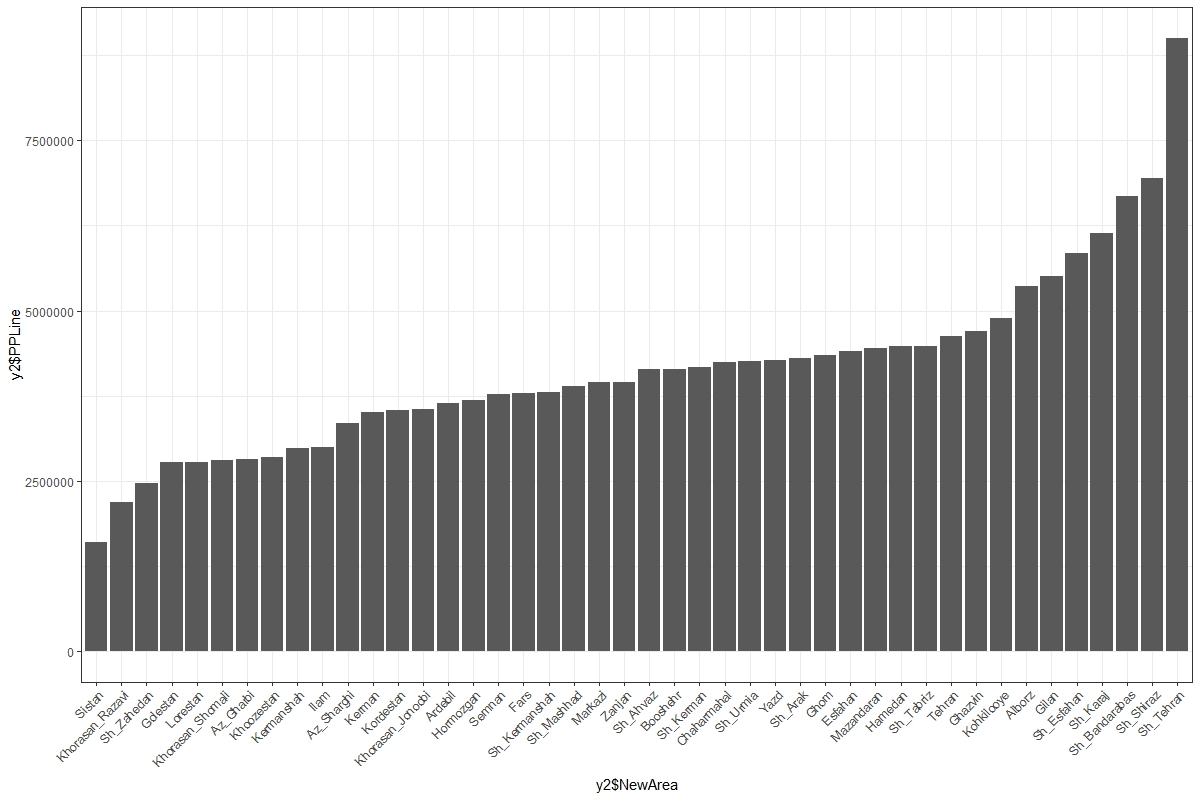 y2$PPLine
7500000
5000000
2500000
0
Sistan
Khorasan_Razavi
Sh_Zahedan
Golestan
Lorestan
Khorasan_Shomali
Az_Gharbi
Khoozestan
Kermanshah
Ilam
Az_Sharghi
Kerman
Kordestan
Khorasan_Jonoobi
Ardebil
Hormozgan
Semnan
Fars
Sh_Kermanshah
Sh_Mashhad
Markazi
Zanjan
Sh_Ahvaz
Booshehr
Sh_Kerman
Chaharmahal
Sh_Urmia
Yazd
Sh_Arak
Ghom
Esfahan
Mazandaran
Hamedan
Sh_Tabriz
Tehran
Ghazvin
Kohkilooye
Alborz
Gilan
Sh_Esfahan
Sh_Karaj
Sh_Bandarabas
Sh_Shiraz
Sh_Tehran
y2$NewArea